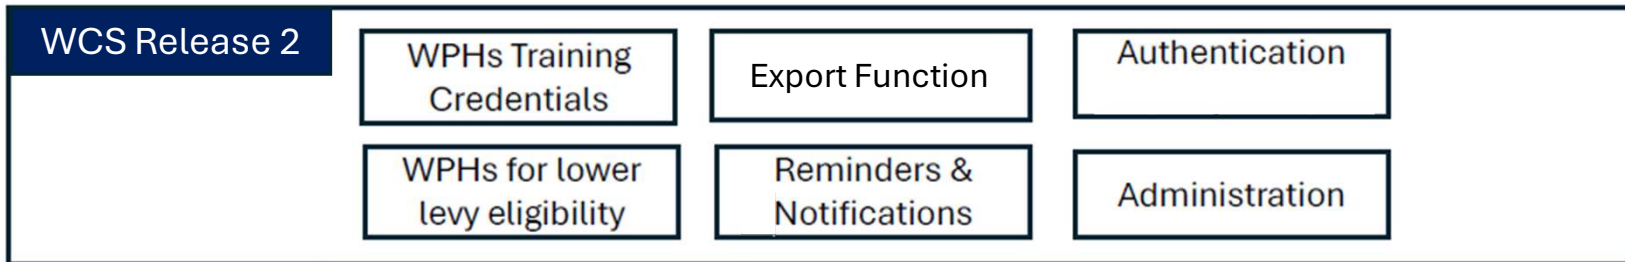 WCS Release 2
WPHs Training
Credentials
Export Function
Authentication
WPHs for lower
levy eligibility
Reminders &
Notifications
Administration